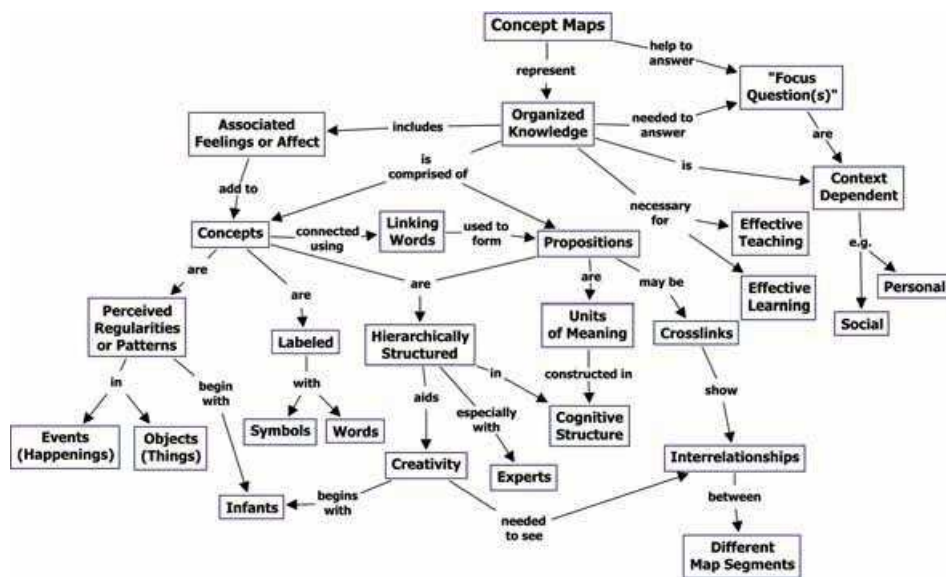 Concept Maps
help to
answer
represent
"Focus
Question(s)"
Organized
Knowledge
needed to
answer
includes
Associated
Feelings or Affect
are
is
comprised of
is
Context
Dependent
add to
necessary
for
Concepts
connected
using
Linking
Words
used to
form
Propositions
Effective
Teaching
e.g.
are
are
are
are
may be
Effective
Learning
Personal
Social
Perceived
Regularities
or Patterns
Labeled
Hierarchically
Structured
Units
of Meaning
Crosslinks
in
begin
with
with
aids
in
especially
with
constructed in
show
Events
(Happenings)
Objects
(Things)
Symbols
Words
Cognitive
Structure
Creativity
Experts
Interrelationships
Infants
begins
with
needed
to see
between
Different
Map Segments